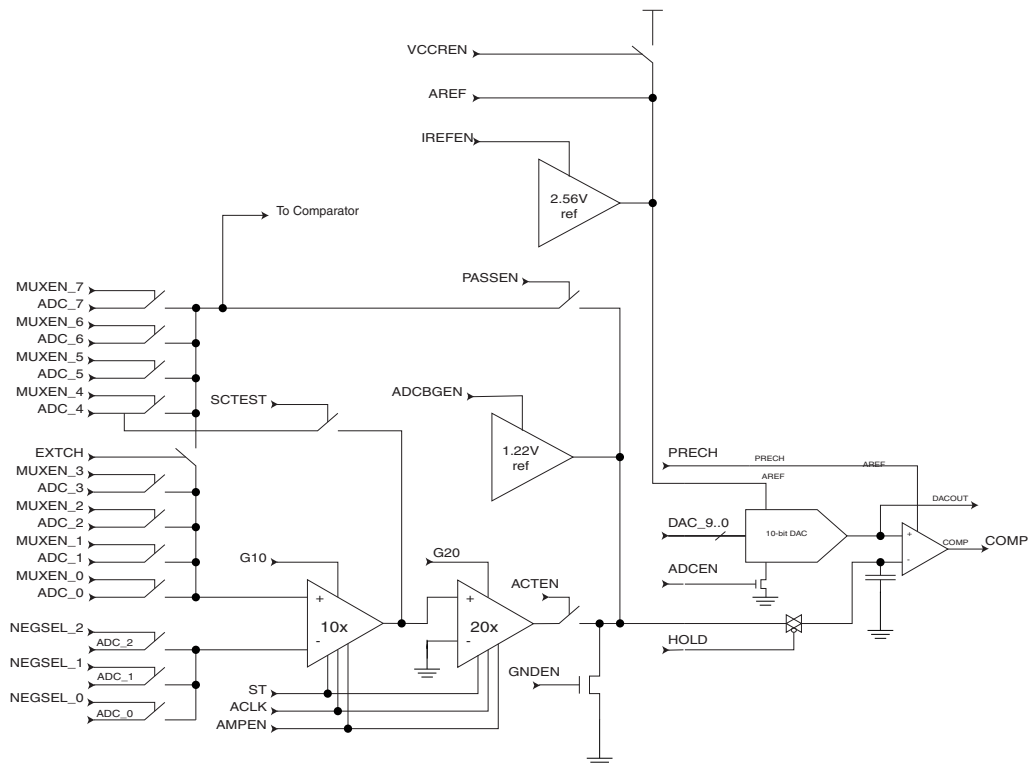 VCCREN
AREF
IREFEN
2.56V
ref
To Comparator
PASSEN
MUXEN_7
ADC_7
MUXEN_6
ADC_6
MUXEN_5
ADC_5
MUXEN_4
ADC_4
SCTEST
ADCBGEN
1.22V
ref
EXTCH
MUXEN_3
ADC_3
MUXEN_2
ADC_2
MUXEN_1
ADC_1
MUXEN_0
ADC_0
PRECH
PRECH
AREF
AREF
DACOUT
DAC_9..0
10-bit DAC
+
-
COMP
COMP
ADCEN
G10
G20
ACTEN
+
10x
-
+
20x
-
HOLD
NEGSEL_2
ADC_2
NEGSEL_1
ADC_1
NEGSEL_0
ADC_0
GNDEN
ST
ACLK
AMPEN